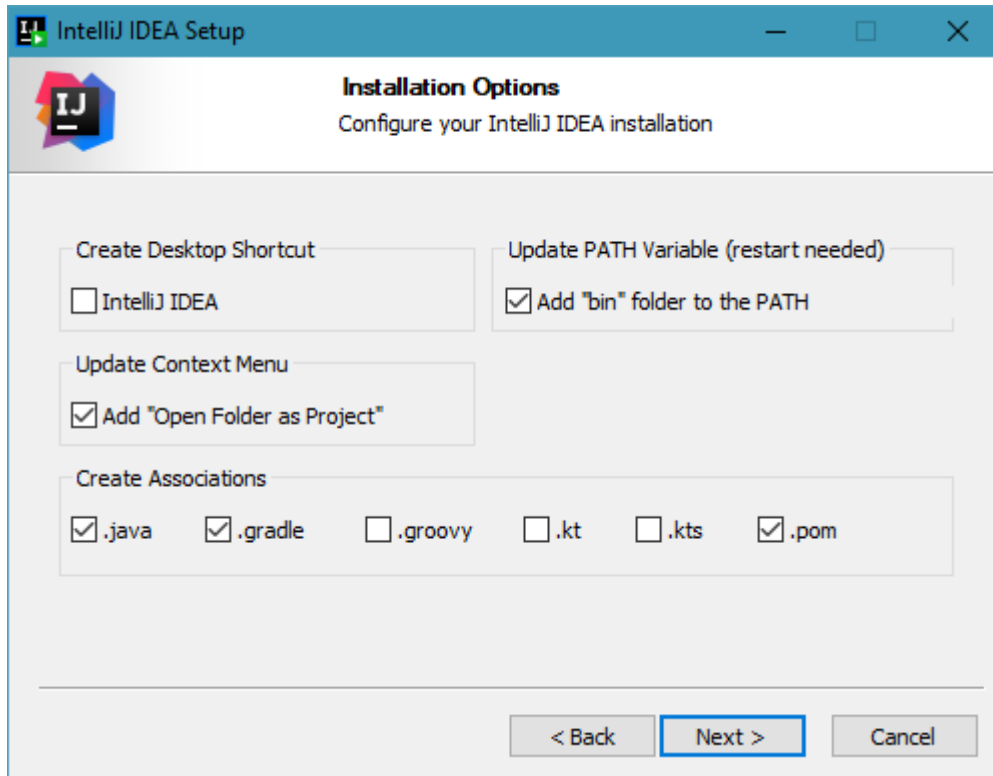 IntelliJ IDEA Setup
IJ
Installation Options
Configure your IntelliJ IDEA installation
Create Desktop Shortcut
IntelliJ IDEA
Update PATH Variable (restart needed)
Add "bin" folder to the PATH
Update Context Menu
Add "Open Folder as Project"
Create Associations
.java .gradle .groovy .kt .kts .pom
< Back Next > Cancel